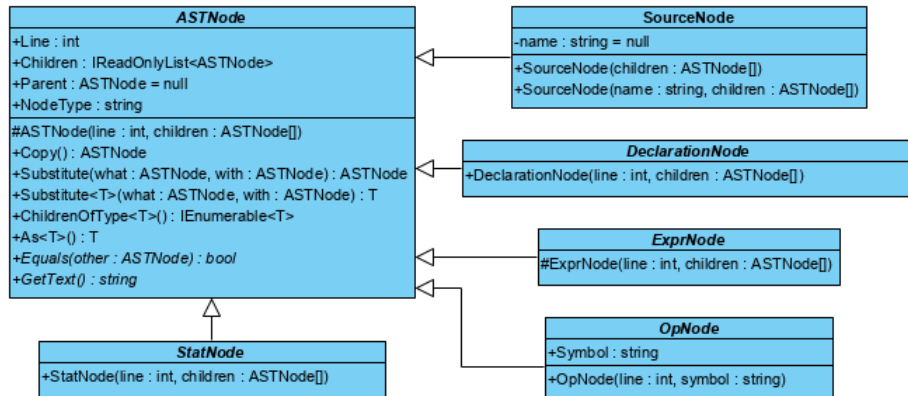 ASTNode
+Line : int
+Children : IReadOnlyList<ASTNode>
+Parent : ASTNode = null
+NodeType : string
#ASTNode(line : int, children : ASTNode[])
+Copy() : ASTNode
+Substitute(what : ASTNode, with : ASTNode) : ASTNode
+Substitute<T>(what : ASTNode, with : ASTNode) : T
+ChildrenOfType<T>() : IEnumerable<T>
+As<T>() : T
+Equals(other : ASTNode) : bool
+GetText() : string
SourceNode
-name : string = null
+SourceNode(children : ASTNode[])
+SourceNode(name : string, children : ASTNode[])
DeclarationNode
+DeclarationNode(line : int, children : ASTNode[])
ExprNode
#ExprNode(line : int, children : ASTNode[])
OpNode
+Symbol : string
+OpNode(line : int, symbol : string)
StatNode
+StatNode(line : int, children : ASTNode[])